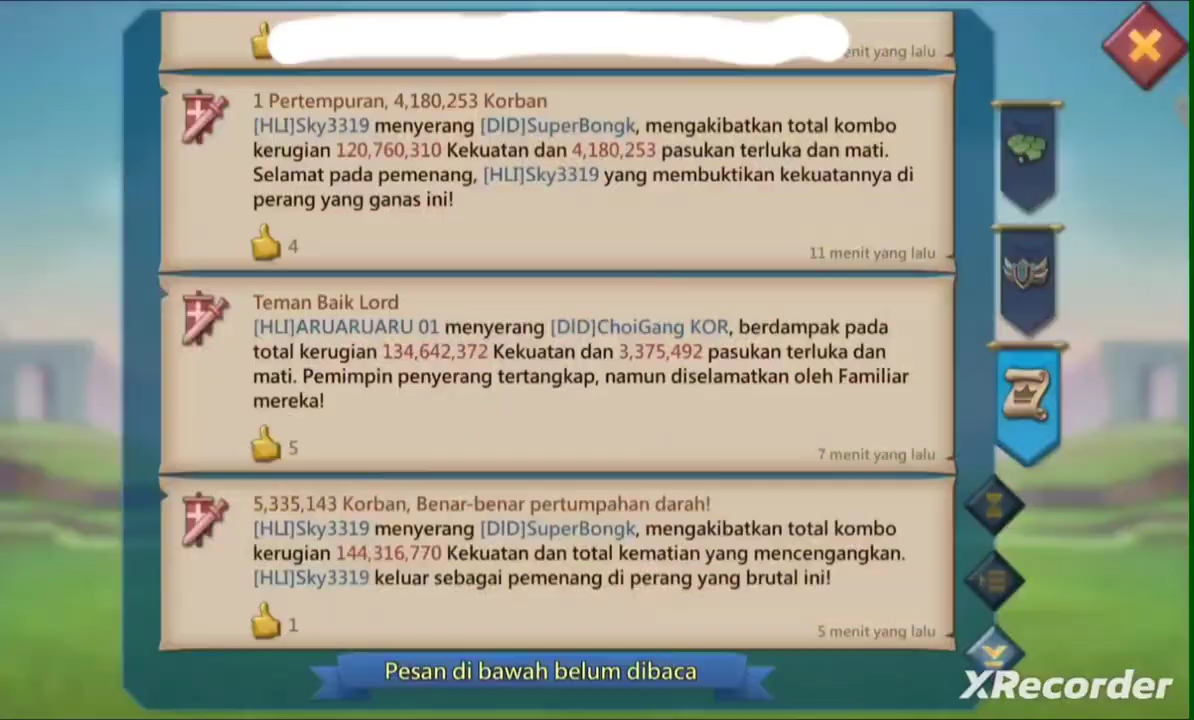 enit yang lalu
1 Pertempuran, 4,180,253 Korban
[HLI]Sky3319 menyerang [DlD]SuperBongk, mengakibatkan total kombo
kerugian 120,760,310 Kekuatan dan 4,180,253 pasukan terluka dan mati.
Selamat pada pemenang, [HLI]Sky3319 yang membuktikan kekuatannya di
perang yang ganas ini!
4
11 menit yang lalu
Teman Baik Lord
[HLI]ARUARUARU 01 menyerang [DlD]ChoiGang KOR, berdampak pada
total kerugian 134,642,372 Kekuatan dan 3,375,492 pasukan terluka dan
mati. Pemimpin penyerang tertangkap, namun diselamatkan oleh Familiar
mereka!
5
7 menit yang lalu
5,335,143 Korban, Benar-benar pertumpahan darah!
[HLI]Sky3319 menyerang [DlD]SuperBongk, mengakibatkan total kombo
kerugian 144,316,770 Kekuatan dan total kematian yang mencengangkan.
[HLI]Sky3319 keluar sebagai pemenang di perang yang brutal ini!
1
5 menit yang lalu
Pesan di bawah belum dibaca
XRecorder